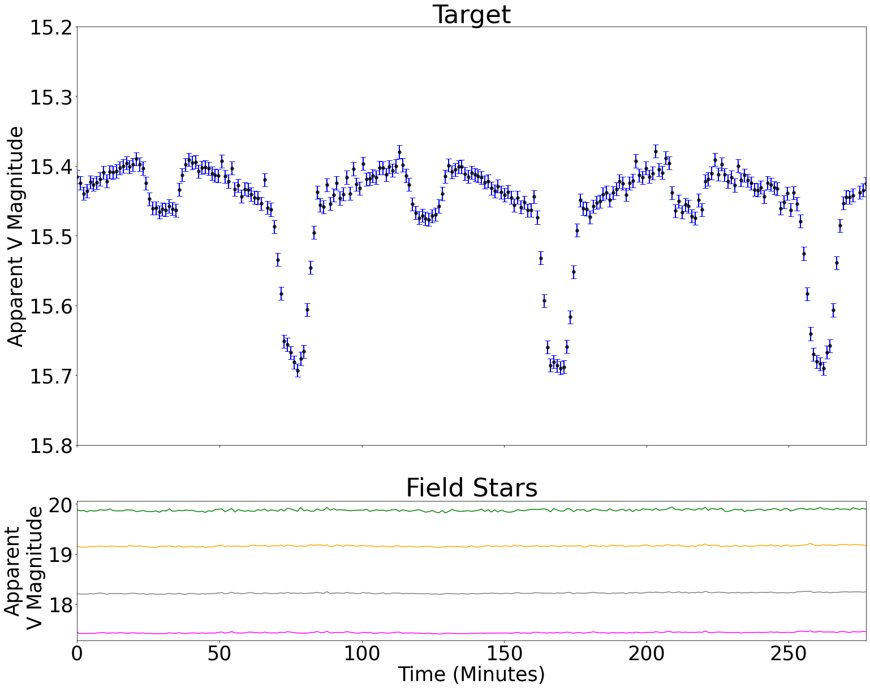 Target
15.2
15.3
15.4
15.5
15.6
15.7
15.8
Apparent V Magnitude
Field Stars
20
19
18
Apparent
V Magnitude
0 50 100 150 200 250
Time (Minutes)